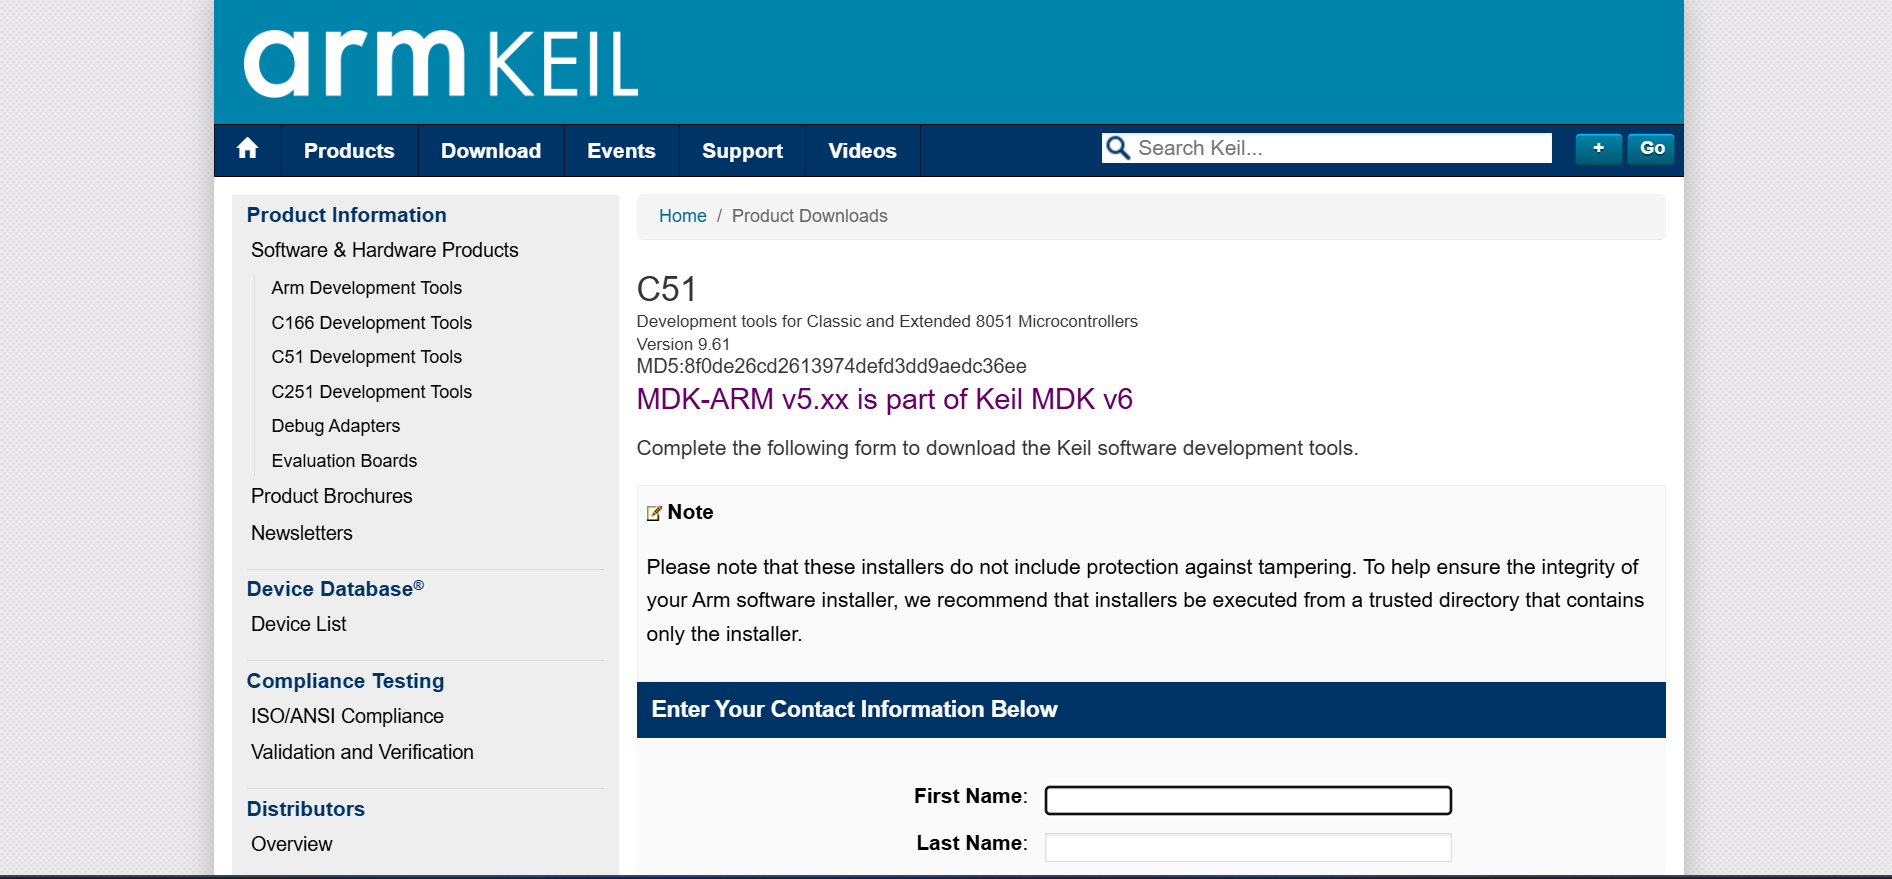 arm KEIL
Products Download Events Support Videos Search Keil... + Go
Product Information
Software & Hardware Products
Arm Development Tools
C166 Development Tools
C51 Development Tools
C251 Development Tools
Debug Adapters
Evaluation Boards
Product Brochures
Newsletters
Device Database®
Device List
Compliance Testing
ISO/ANSI Compliance
Validation and Verification
Distributors
Overview
Home / Product Downloads
C51
Development tools for Classic and Extended 8051 Microcontrollers
Version 9.61
MD5:8f0de26cd2613974defd3dd9aedc36ee
MDK-ARM v5.xx is part of Keil MDK v6
Complete the following form to download the Keil software development tools.
Note
Please note that these installers do not include protection against tampering. To help ensure the integrity of
your Arm software installer, we recommend that installers be executed from a trusted directory that contains
only the installer.
Enter Your Contact Information Below
First Name:
Last Name: